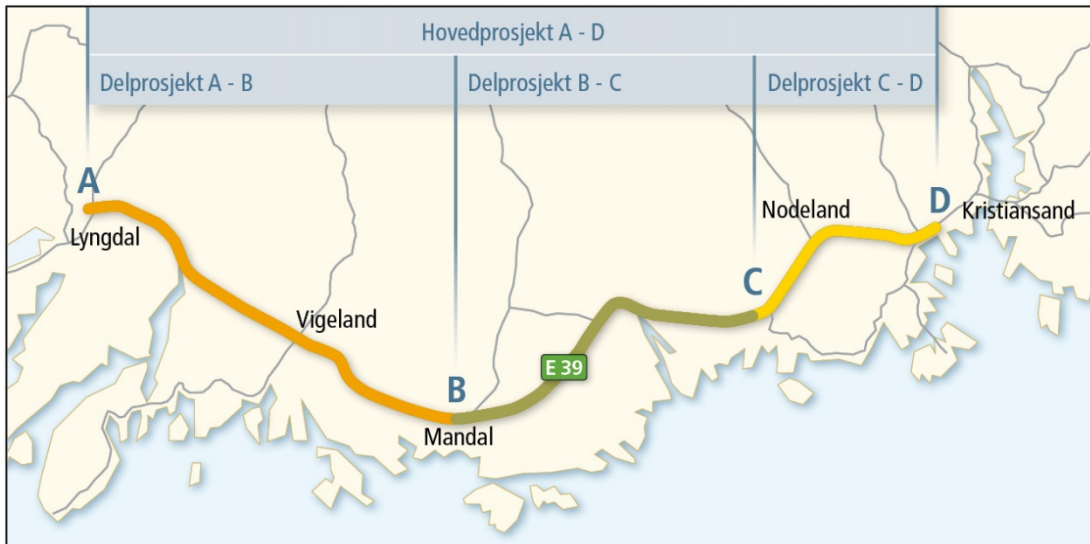 Hovedprosjekt A - D
Delprosjekt A - B
Delprosjekt B - C
Delprosjekt C - D
A
Lyngdal
Vigeland
B
Mandal
E 39
C
Nodeland
D
Kristiansand